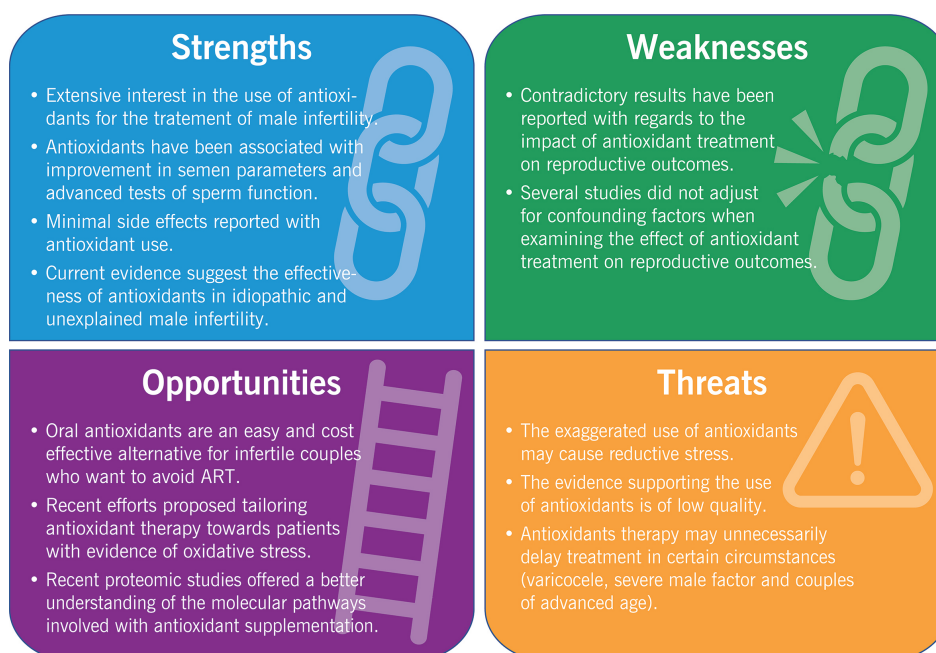 Strengths
• Extensive interest in the use of antioxi-
dants for the tratement of male infertility.
• Antioxidants have been associated with
improvement in semen parameters and
advanced tests of sperm function.
• Minimal side effects reported with
antioxidant use.
• Current evidence suggest the effective-
ness of antioxidants in idiopathic and
unexplained male infertility.
Weaknesses
• Contradictory results have been
reported with regards to the
impact of antioxidant treatment
on reproductive outcomes.
• Several studies did not adjust
for confounding factors when
examining the effect of antioxidant
treatment on reproductive outcomes.
Opportunities
• Oral antioxidants are an easy and cost
effective alternative for infertile couples
who want to avoid ART.
• Recent efforts proposed tailoring
antioxidant therapy towards patients
with evidence of oxidative stress.
• Recent proteomic studies offered a better
understanding of the molecular pathways
involved with antioxidant supplementation.
Threats
• The exaggerated use of antioxidants
may cause reductive stress.
• The evidence supporting the use
of antioxidants is of low quality.
• Antioxidants therapy may unnecessarily
delay treatment in certain circumstances
(varicocele, severe male factor and couples
of advanced age).